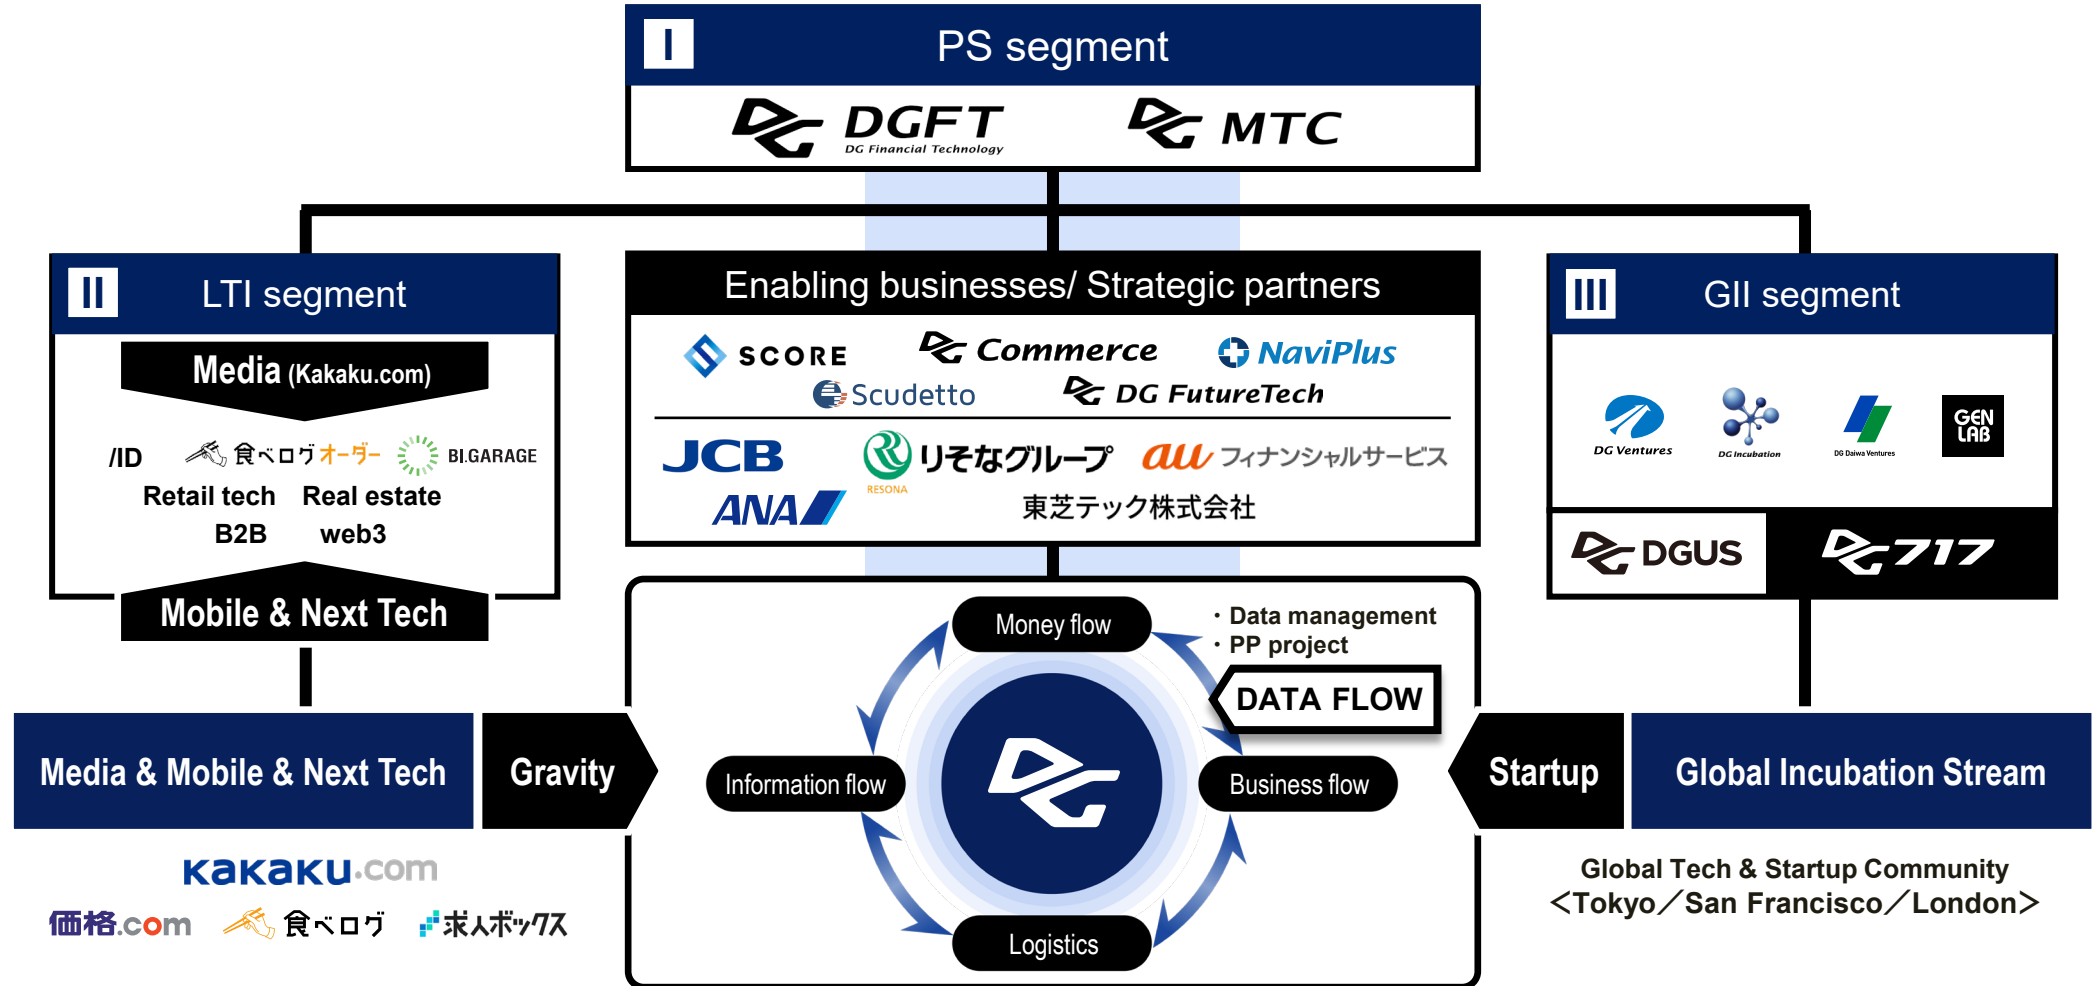 I
PS segment
DGFT
DG Financial Technology
MTC
II
LTI segment
Media (Kakaku.com)
/ID
食べログオーダー
BI.GARAGE
Retail tech Real estate
B2B web3
Mobile & Next Tech
Enabling businesses/ Strategic partners
SCORE
Commerce
NaviPlus
Scudetto
DG FutureTech
JCB
RESONA
りそなグループ
au フィナンシャルサービス
ANA
東芝テック株式会社
III
GII segment
DG Ventures
DG Incubation
DG Daiwa Ventures
GEN
LAB
DGUS
717
Money flow
・Data management
・PP project
DATA FLOW
Information flow
Business flow
Logistics
Media & Mobile & Next Tech
Gravity
Startup
Global Incubation Stream
Kakaku.com
価格.com
食べログ
求人ボックス
Global Tech & Startup Community
<Tokyo／San Francisco／London>